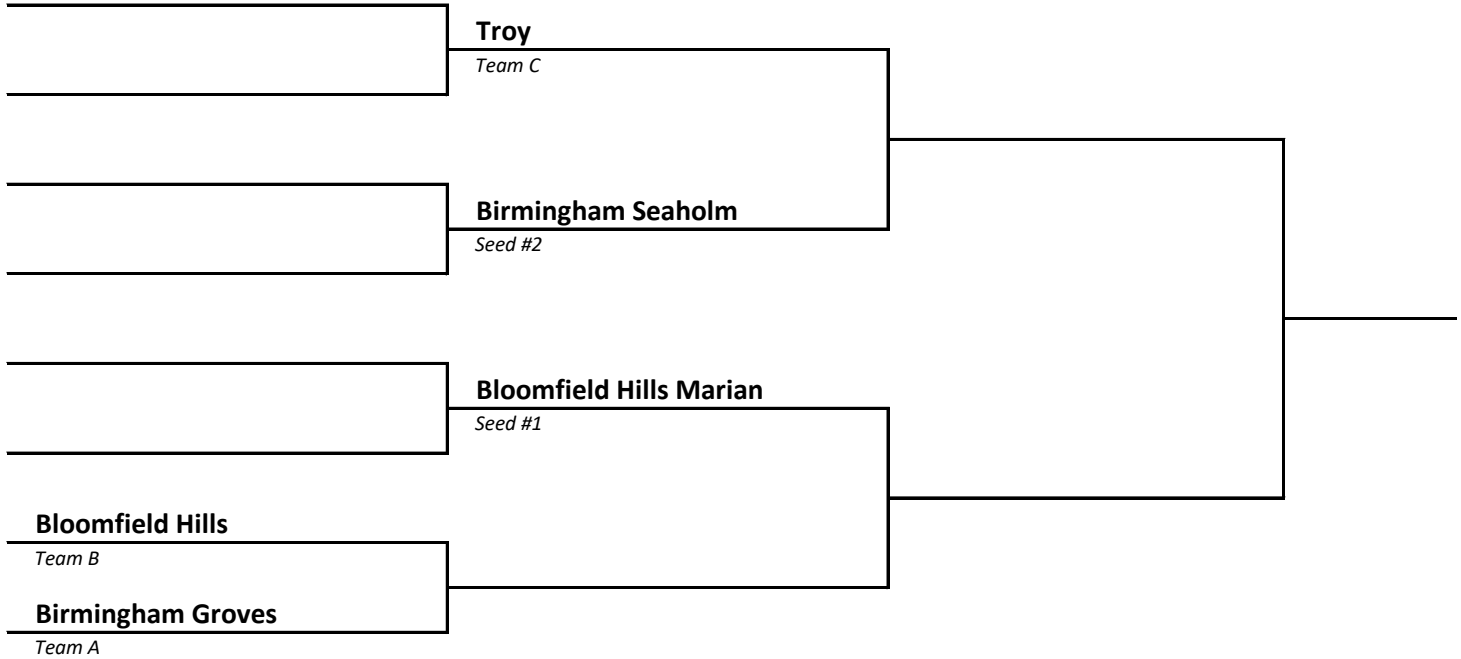 Troy
Team C
Birmingham Seaholm
Seed #2
Bloomfield Hills Marian
Seed #1
Bloomfield Hills
Team B
Birmingham Groves
Team A